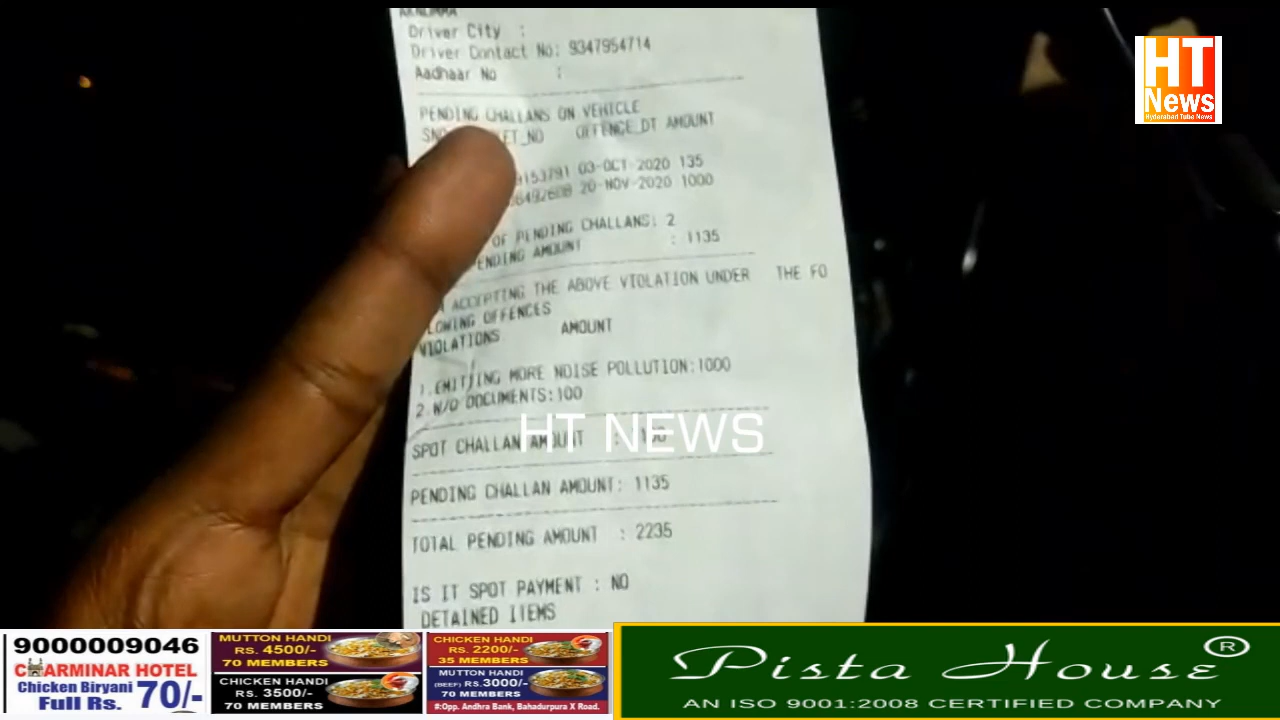 Driver City :
Driver Contact No: 9347954714
Aadhaar No :
PENDING CHALLANS ON VEHICLE
OFFENCE_DT AMOUNT
9153791 03-OCT-2020 135
6492608 20-NOV-2020 1000
OF PENDING CHALLANS: 2
AMOUNT : 1135
ACCEPTING THE ABOVE VIOLATION UNDER THE FO
LOWING OFFENCES
VIOLATIONS AMOUNT
1.EMITTING MORE NOISE POLLUTION:1000
2.W/O DOCUMENTS:100
SPOT CHALLAN AMOUNT :
HT NEWS
PENDING CHALLAN AMOUNT: 1135
TOTAL PENDING AMOUNT : 2235
IS IT SPOT PAYMENT : NO
DETAINED ITEMS
HT
News
Hyderabad Tube News
9000009046
CHARMINAR HOTEL
Chicken Biryani 70/-
Full Rs.
MUTTON HANDI
RS. 4500/-
70 MEMBERS
CHICKEN HANDI
RS. 3500/-
70 MEMBERS
CHICKEN HANDI
RS. 2200/-
35 MEMBERS
MUTTON HANDI
(BEEF) RS.3000/-
70 MEMBERS
#:Opp. Andhra Bank, Bahadurpura X Road.
Pista House ®
AN ISO 9001:2008 CERTIFIED COMPANY